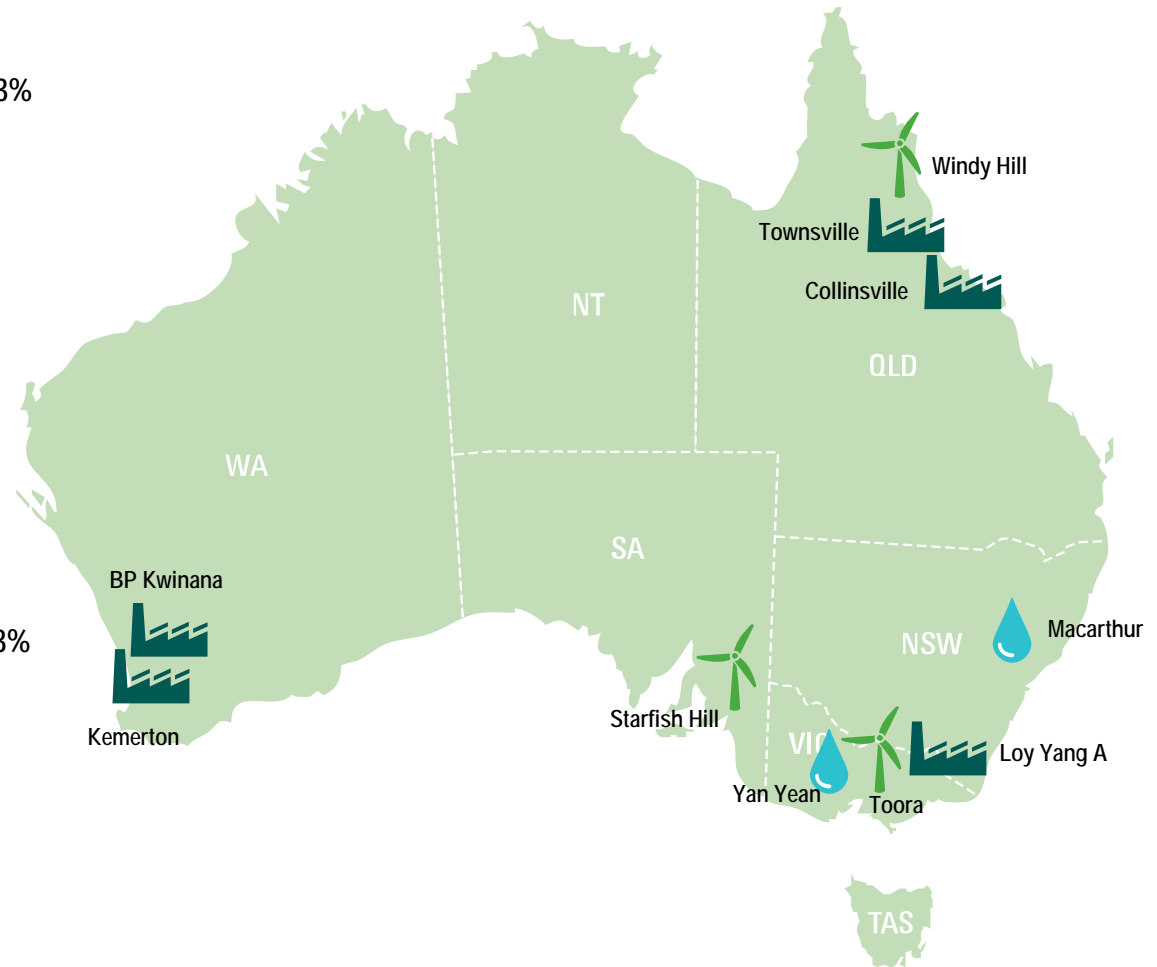 3%
Windy Hill
Townsville
Collinsville
NT
QLD
WA
SA
BP Kwinana
3%
Macarthur
NSW
Kemerton
Starfish Hill
VIC
Loy Yang A
Yan Yean
Toora
TAS